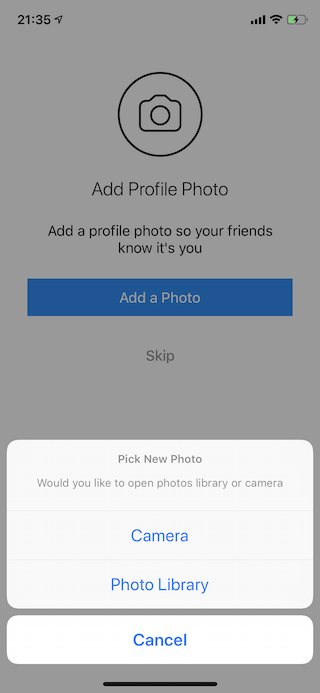 21:35
Add Profile Photo
Add a profile photo so your friends
know it's you
Add a Photo
Skip
Pick New Photo
Would you like to open photos library or camera
Camera
Photo Library
Cancel